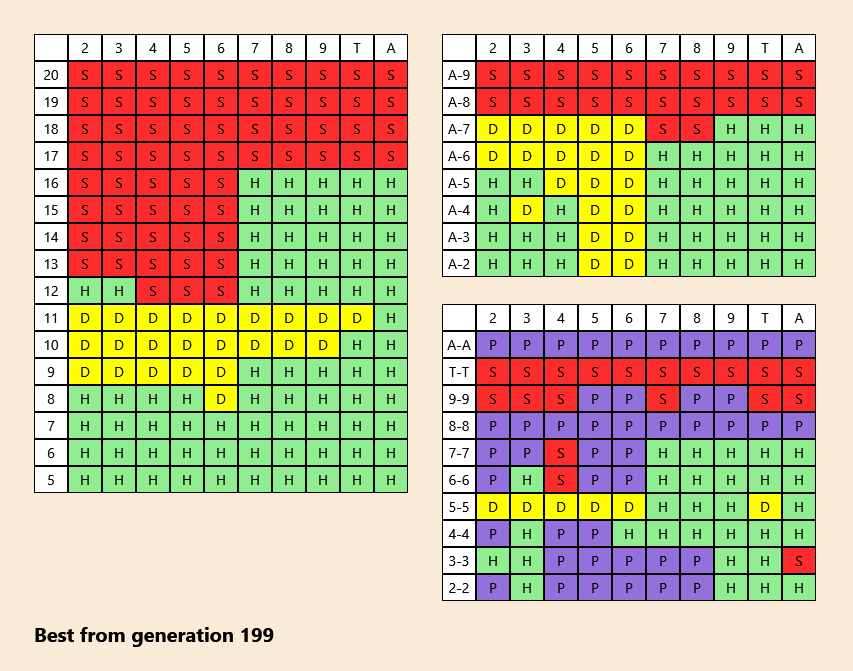 2 3 4 5 6 7 8 9 T A
20 S S S S S S S S S S
19 S S S S S S S S S S
18 S S S S S S S S S S
17 S S S S S S S S S S
16 S S S S S H H H H H
15 S S S S S H H H H H
14 S S S S S H H H H H
13 S S S S S H H H H H
12 H H S S S H H H H H
11 D D D D D D D D D H
10 D D D D D D D D H H
9 D D D D D H H H H H
8 H H H H D H H H H H
7 H H H H H H H H H H
6 H H H H H H H H H H
5 H H H H H H H H H H
2 3 4 5 6 7 8 9 T A
A-9 S S S S S S S S S S
A-8 S S S S S S S S S S
A-7 D D D D D S S H H H
A-6 D D D D D H H H H H
A-5 H H D D D H H H H H
A-4 H D H D D H H H H H
A-3 H H H D D H H H H H
A-2 H H H D D H H H H H
2 3 4 5 6 7 8 9 T A
A-A P P P P P P P P P P
T-T S S S S S S S S S S
9-9 S S S P P S P P S S
8-8 P P P P P P P P P P
7-7 P P S P P H H H H H
6-6 P H S P P H H H H H
5-5 D D D D D H H H D H
4-4 P H P P H H H H H H
3-3 H H P P P P P H H S
2-2 P H P P P P P H H H
Best from generation 199